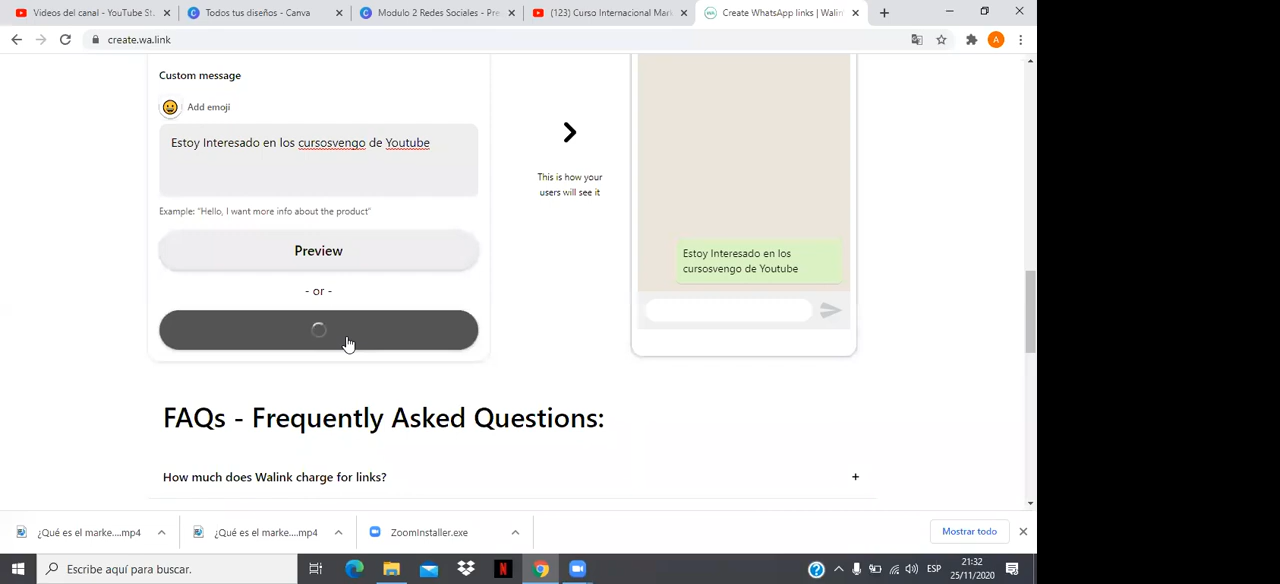 Videos del canal - YouTube St
Todos tus diseños - Canva
Modulo 2 Redes Sociales - Pre
(123) Curso Internacional Mark
Create WhatsApp links | Walin
create.wa.link
A
Custom message
Add emoji
Estoy Interesado en los cursosvengo de Youtube
Example: "Hello, I want more info about the product"
Preview
- or -
This is how your
users will see it
Estoy Interesado en los
cursosvengo de Youtube
FAQs - Frequently Asked Questions:
How much does Walink charge for links?
+
¿Qué es el marke....mp4
¿Qué es el marke....mp4
ZoomInstaller.exe
Mostrar todo
Escribe aquí para buscar.
N
ESP
21:32
25/11/2020